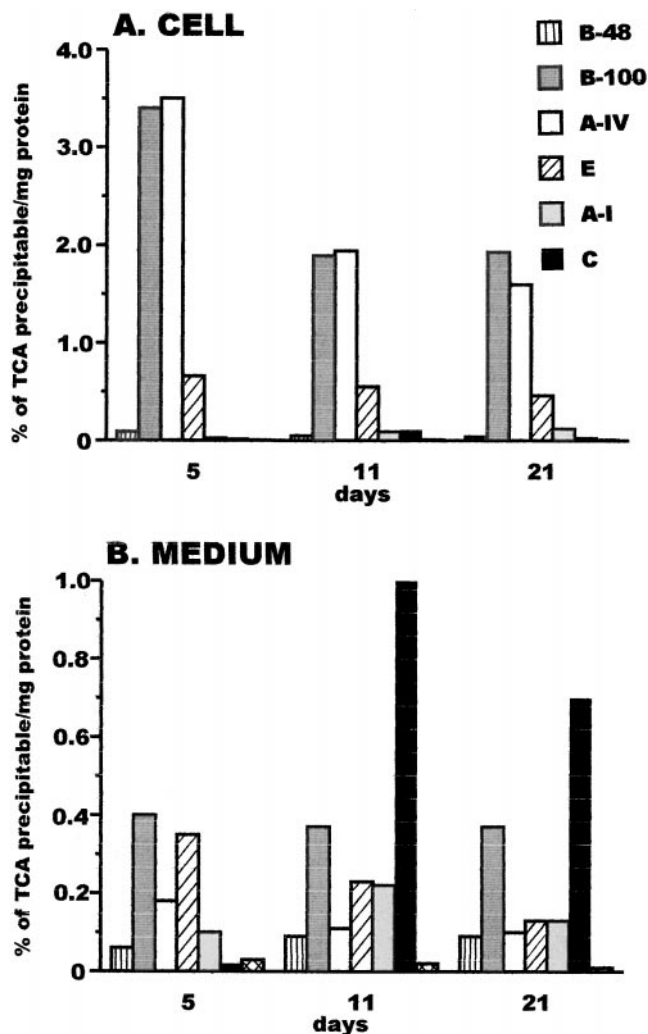 A. CELL
B-48
B-100
A-IV
E
A-I
C
% of TCA precipitable/mg protein
4.0
3.0
2.0
1.0
0
5 11 21
days
B. MEDIUM
% of TCA precipitable/mg protein
1.0
0.8
0.6
0.4
0.2
0
5 11 21
days